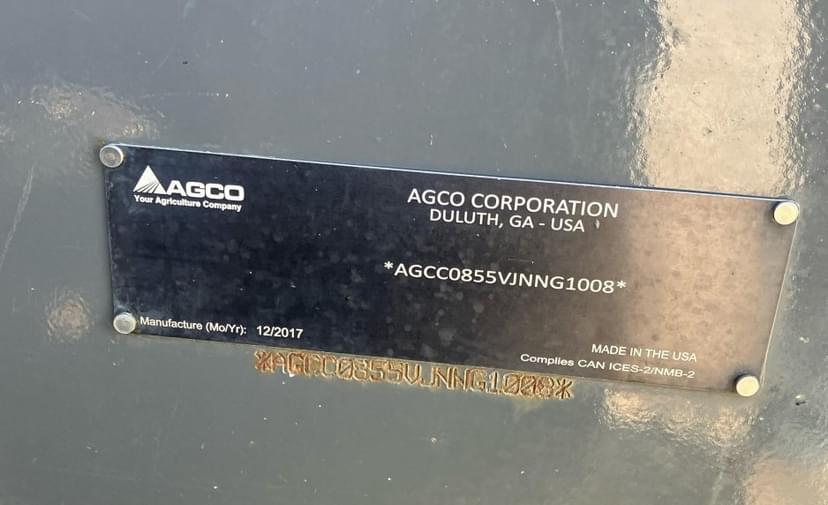 AGCO
Your Agriculture Company
AGCO CORPORATION
DULUTH, GA - USA
*AGCC0855VJNNG1008*
Manufacture (Mo/Yr): 12/2017
MADE IN THE USA
Complies CAN ICES-2/NMB-2
*AGCC0855VJNNG1008*